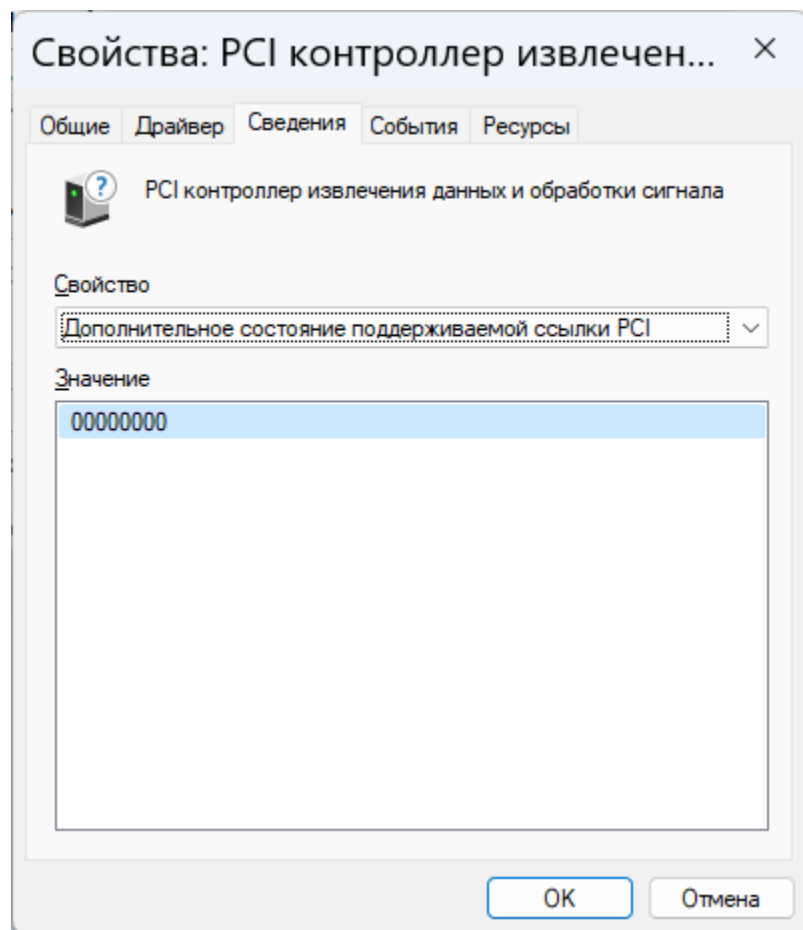 Свойства: PCI контроллер извлечен...
Общие Драйвер Сведения События Ресурсы
PCI контроллер извлечения данных и обработки сигнала
Свойство
Дополнительное состояние поддерживаемой ссылки PCI
Значение
00000000
OK Отмена